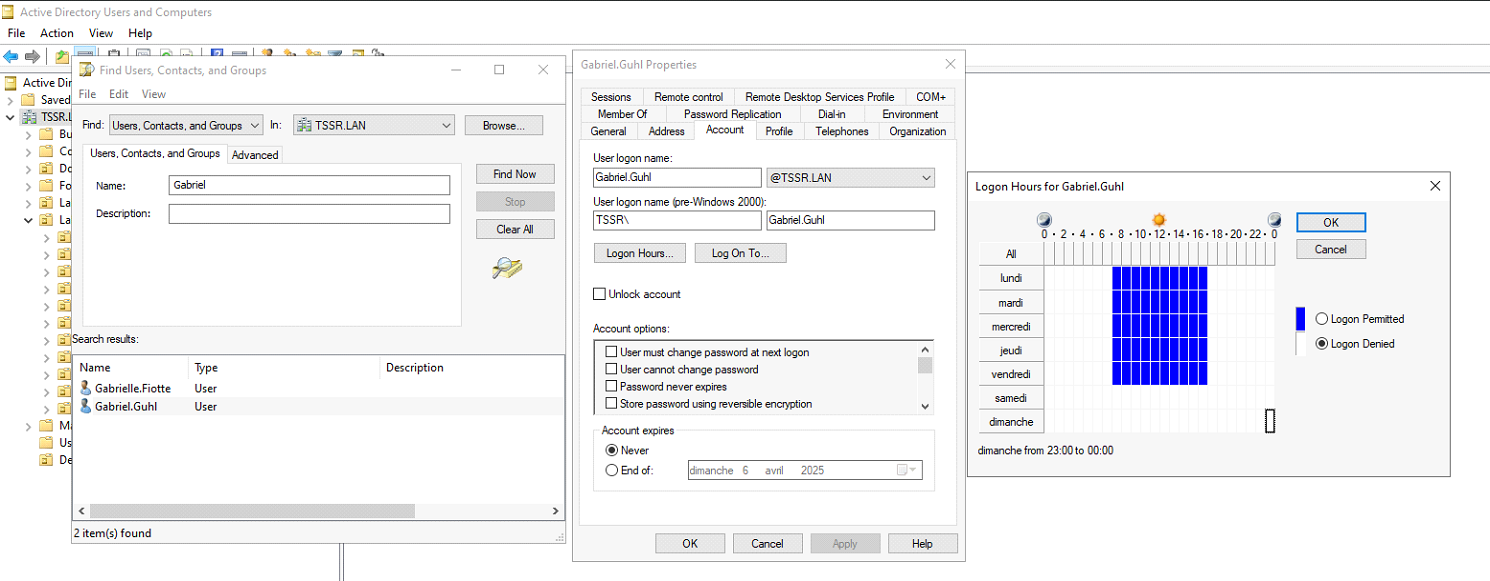 Active Directory Users and Computers
File Action View Help
Active Dir
Saved
TSSR.L
Bu
Co
Do
Fo
La
La
Ma
Us
De
Find Users, Contacts, and Groups
File Edit View
Find: Users, Contacts, and Groups In: TSSR.LAN Browse...
Users, Contacts, and Groups Advanced
Name: Gabriel
Description:
Find Now
Stop
Clear All
Search results:
Name Type Description
Gabrielle.Fiotte User
Gabriel.Guhl User
2 item(s) found
Gabriel.Guhl Properties
Sessions Remote control Remote Desktop Services Profile COM+
Member Of Password Replication Dial-in Environment
General Address Account Profile Telephones Organization
User logon name:
Gabriel.Guhl @TSSR.LAN
User logon name (pre-Windows 2000):
TSSR\ Gabriel.Guhl
Logon Hours... Log On To...
Unlock account
Account options:
User must change password at next logon
User cannot change password
Password never expires
Store password using reversible encryption
Account expires
Never
End of: dimanche 6 avril 2025
OK Cancel Apply Help
Logon Hours for Gabriel.Guhl
0 · 2 · 4 · 6 · 8 · 10 · 12 · 14 · 16 · 18 · 20 · 22 · 0
All
lundi
mardi
mercredi
jeudi
vendredi
samedi
dimanche
OK
Cancel
Logon Permitted
Logon Denied
dimanche from 23:00 to 00:00